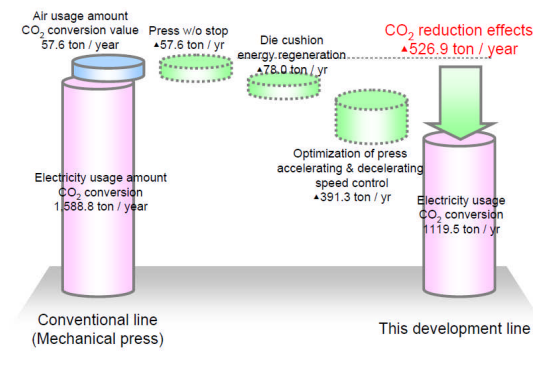 Air usage amount
CO₂ conversion value
57.6 ton / year
Press w/o stop
▲57.6 ton / yr
Die cushion
energy regeneration
▲78.0 ton / yr
CO₂ reduction effects
▲526.9 ton / year
Optimization of press
accelerating & decelerating
speed control
▲391.3 ton / yr
Electricity usage amount
CO₂ conversion
1,588.8 ton / year
Electricity usage
CO₂ conversion
1119.5 ton / yr
Conventional line
(Mechanical press)
This development line